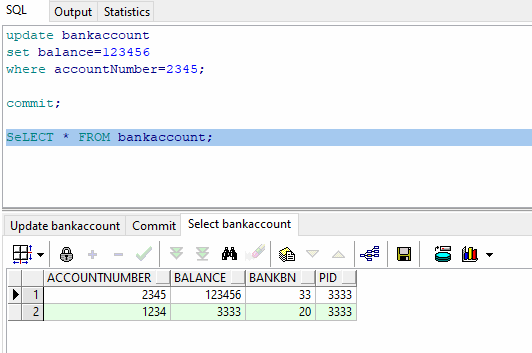 SQL Output Statistics
update bankaccount
set balance=123456
where accountNumber=2345;
commit;
SeLECT * FROM bankaccount;
Update bankaccount Commit Select bankaccount
ACCOUNTNUMBER BALANCE BANKBN PID
1 2345 123456 33 3333
2 1234 3333 20 3333